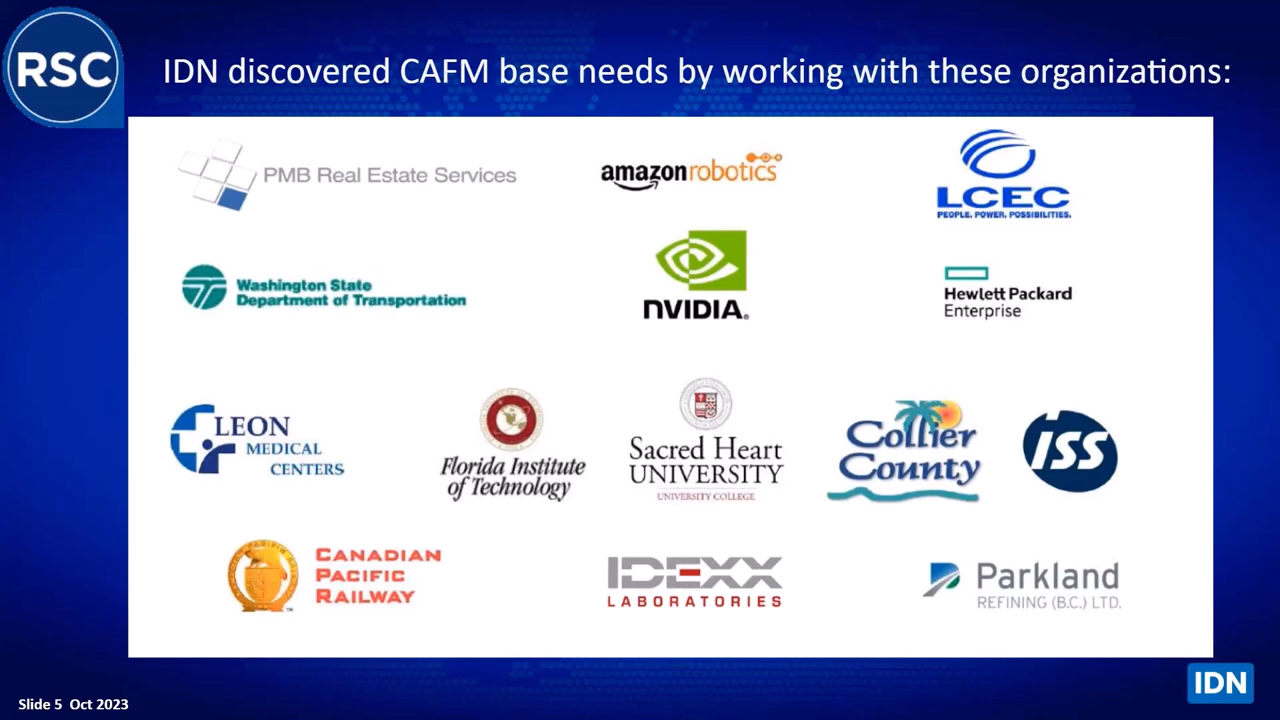 RSC
IDN discovered CAFM base needs by working with these organizations:
PMB Real Estate Services
amazonrobotics
LCEC
PEOPLE. POWER. POSSIBILITIES.
Washington State
Department of Transportation
NVIDIA.
Hewlett Packard
Enterprise
LEON
MEDICAL
CENTERS
Florida Institute
of Technology
Sacred Heart
UNIVERSITY
UNIVERSITY COLLEGE
Collier
County
ISS
CANADIAN
PACIFIC
RAILWAY
TM
IDEXX
LABORATORIES
Parkland
REFINING (B.C.) LTD.
IDN
Slide 5 Oct 2023